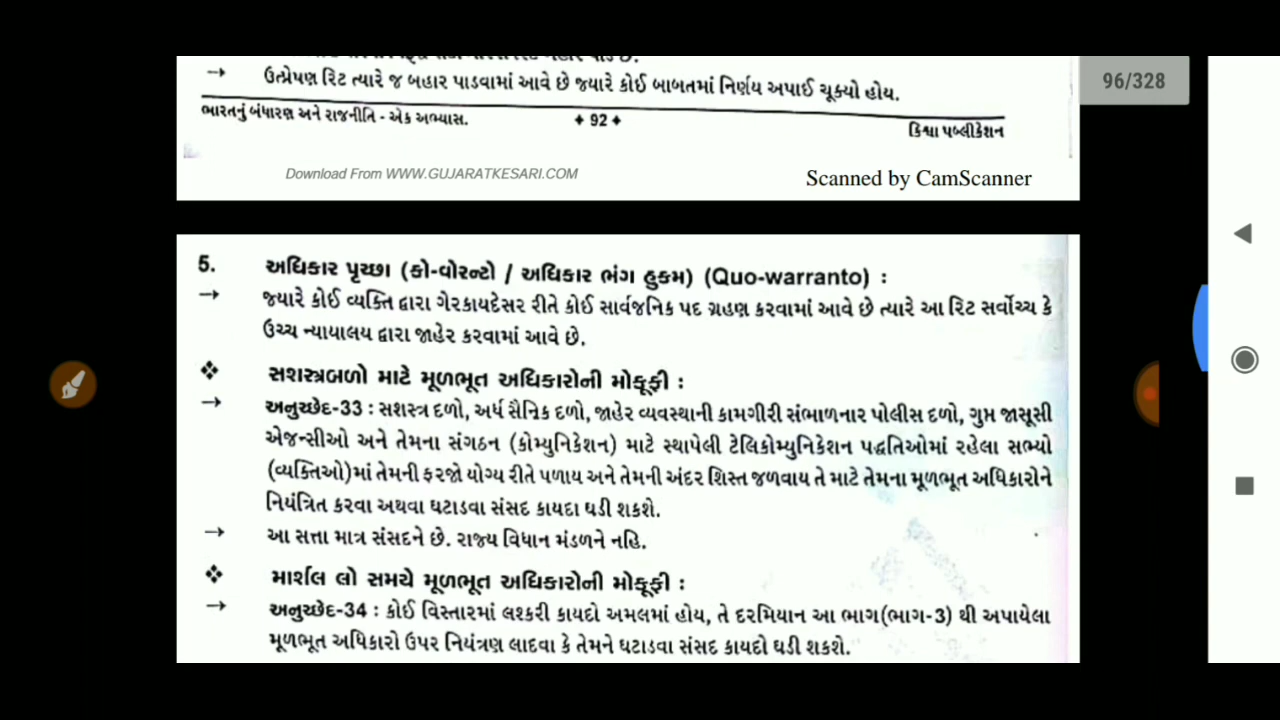 → ઉત્પ્રેષણ રિટ ત્યારે જ બહાર પાડવામાં આવે છે જ્યારે કોઈ બાબતમાં નિર્ણય અપાઈ ચૂક્યો હોય.
ભારતનું બંધારણ અને રાજનીતિ - એક અભ્યાસ. ✦ 92 ✦ કિશ્વા પબ્લીકેશન
Download From WWW.GUJARATKESARI.COM Scanned by CamScanner
96/328
5. અધિકાર પૃચ્છા (કો-વોરન્ટો / અધિકાર ભંગ હુકમ) (Quo-warranto) :
→ જ્યારે કોઈ વ્યક્તિ દ્વારા ગેરકાયદેસર રીતે કોઈ સાર્વજનિક પદ ગ્રહણ કરવામાં આવે છે ત્યારે આ રિટ સર્વોચ્ચ કે
ઉચ્ચ ન્યાયાલય દ્વારા જાહેર કરવામાં આવે છે.
❖ સશસ્ત્રબળો માટે મૂળભૂત અધિકારોની મોકૂફી :
→ અનુચ્છેદ-33 : સશસ્ત્ર દળો, અર્ધ સૈનિક દળો, જાહેર વ્યવસ્થાની કામગીરી સંભાળનાર પોલીસ દળો, ગુપ્ત જાસૂસી
એજન્સીઓ અને તેમના સંગઠન (કોમ્યુનિકેશન) માટે સ્થાપેલી ટેલિકોમ્યુનિકેશન પદ્ધતિઓમાં રહેલા સભ્યો
(વ્યક્તિઓ)માં તેમની ફરજો યોગ્ય રીતે પળાય અને તેમની અંદર શિસ્ત જળવાય તે માટે તેમના મૂળભૂત અધિકારોને
નિયંત્રિત કરવા અથવા ઘટાડવા સંસદ કાયદા ઘડી શકશે.
→ આ સત્તા માત્ર સંસદને છે. રાજ્ય વિધાન મંડળને નહિ.
❖ માર્શલ લો સમયે મૂળભૂત અધિકારોની મોકૂફી :
→ અનુચ્છેદ-34 : કોઈ વિસ્તારમાં લશ્કરી કાયદો અમલમાં હોય, તે દરમિયાન આ ભાગ(ભાગ-3) થી અપાયેલા
મૂળભૂત અધિકારો ઉપર નિયંત્રણ લાદવા કે તેમને ઘટાડવા સંસદ કાયદો ઘડી શકશે.